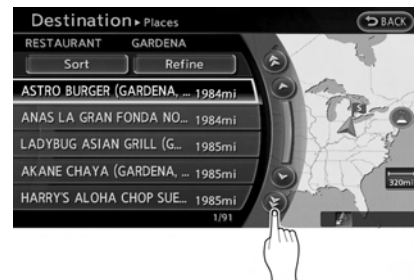 Destination ▸ Places
BACK
RESTAURANT GARDENA
Sort Refine
ASTRO BURGER (GARDENA, ... 1984mi
ANAS LA GRAN FONDA NO... 1984mi
LADYBUG ASIAN GRILL (G... 1985mi
AKANE CHAYA (GARDENA, ... 1985mi
HARRY'S ALOHA CHOP SUE... 1985mi
320mi
1/91